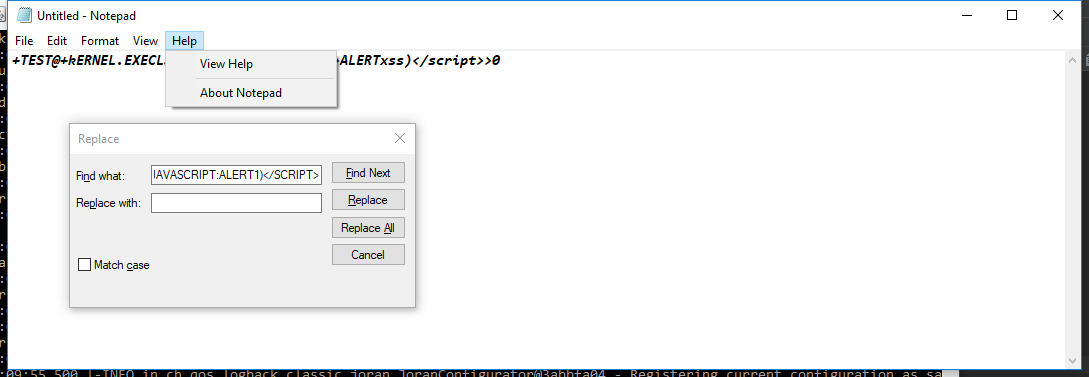 Untitled - Notepad
File Edit Format View Help
+TEST@+kERNEL.EXECL ALERTxss)</script>>0
View Help
About Notepad
Replace
Find what: AVASCRIPT:ALERT1)</SCRIPT> Find Next
Replace with: Replace
Replace All
Match case Cancel
:09:55,500 |-INFO in ch.qos.logback.classic.joran.JoranConfigurator@3abbfa04 - Registering current configuration as sa